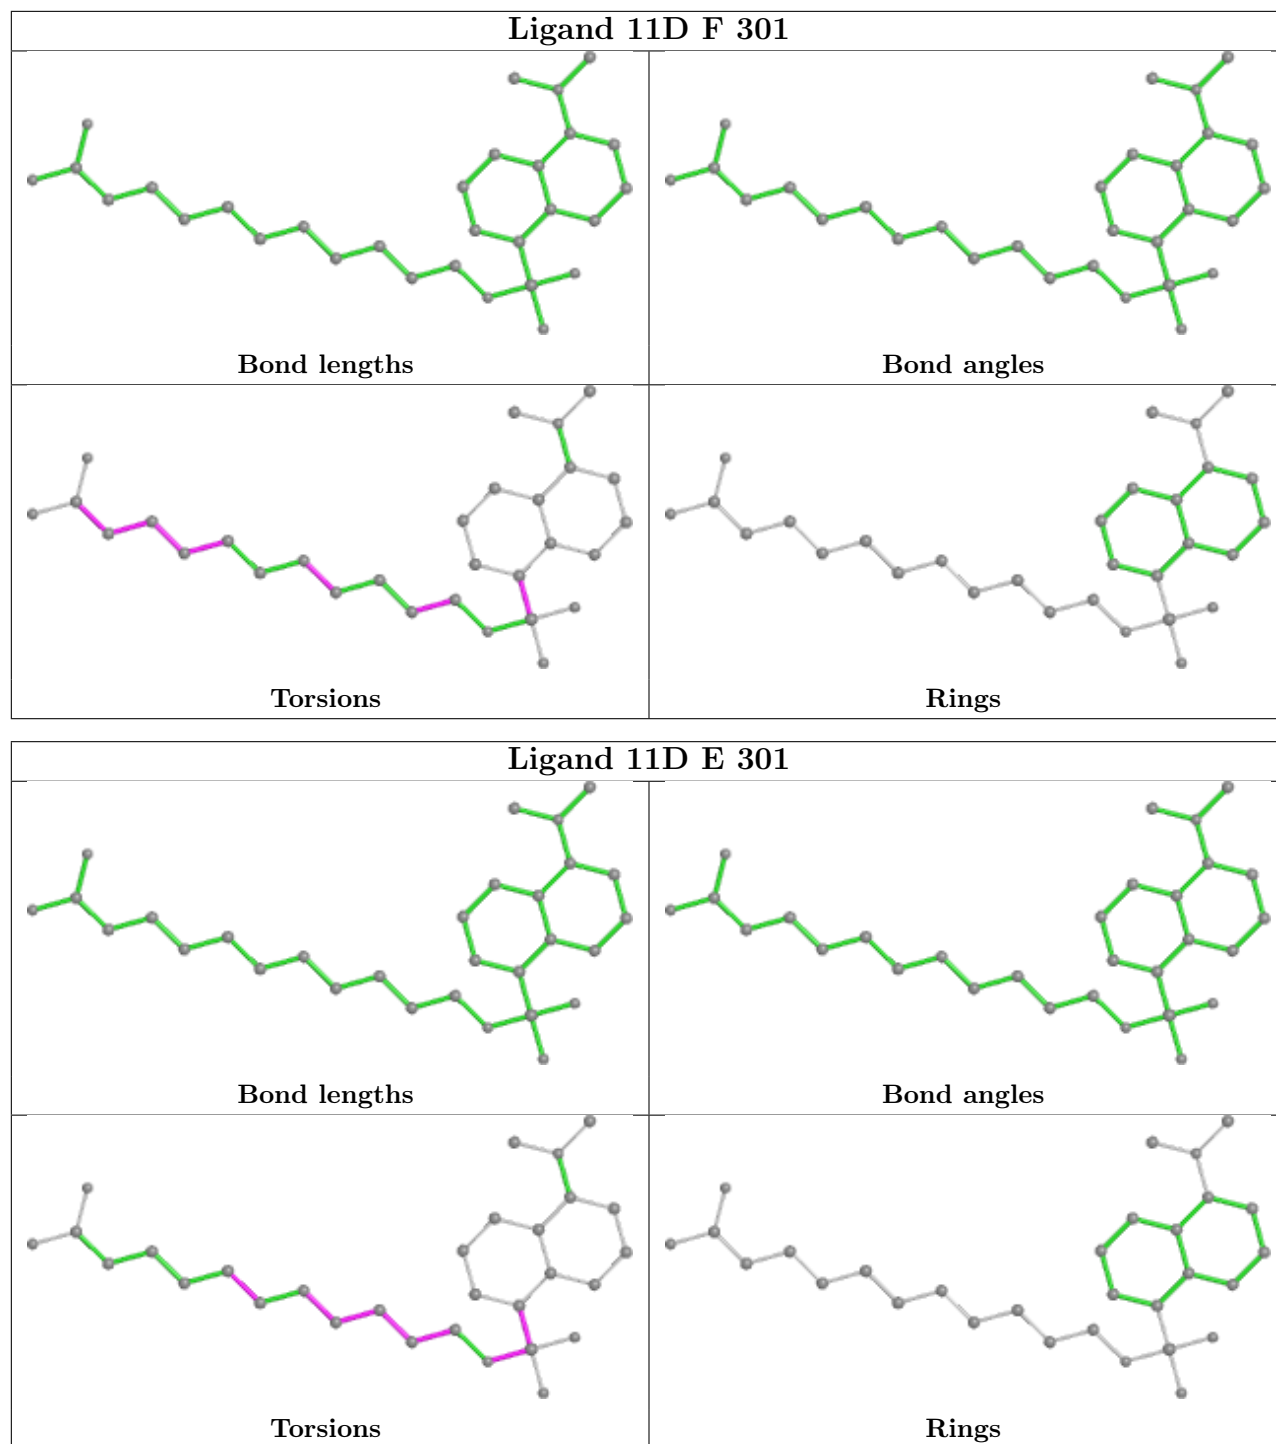 Ligand 11D F 301
Bond lengths
Bond angles
Torsions
Rings
Ligand 11D E 301
Bond lengths
Bond angles
Torsions
Rings